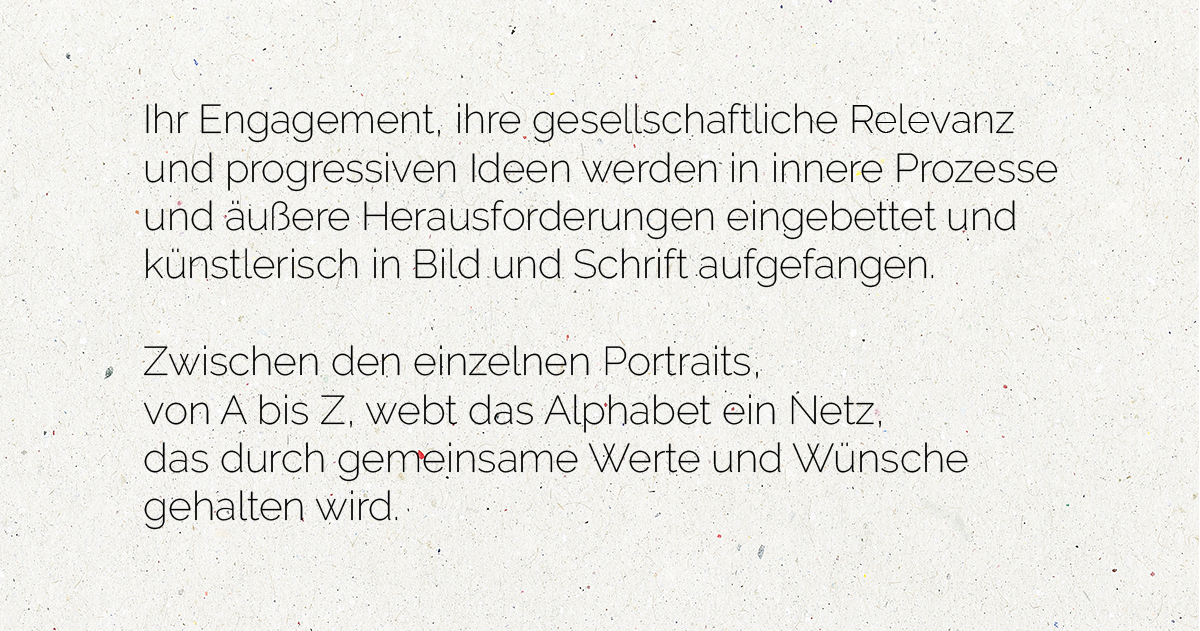 Ihr Engagement, ihre gesellschaftliche Relevanz
und progressiven Ideen werden in innere Prozesse
und äußere Herausforderungen eingebettet und
künstlerisch in Bild und Schrift aufgefangen.
Zwischen den einzelnen Portraits,
von A bis Z, webt das Alphabet ein Netz,
das durch gemeinsame Werte und Wünsche
gehalten wird.